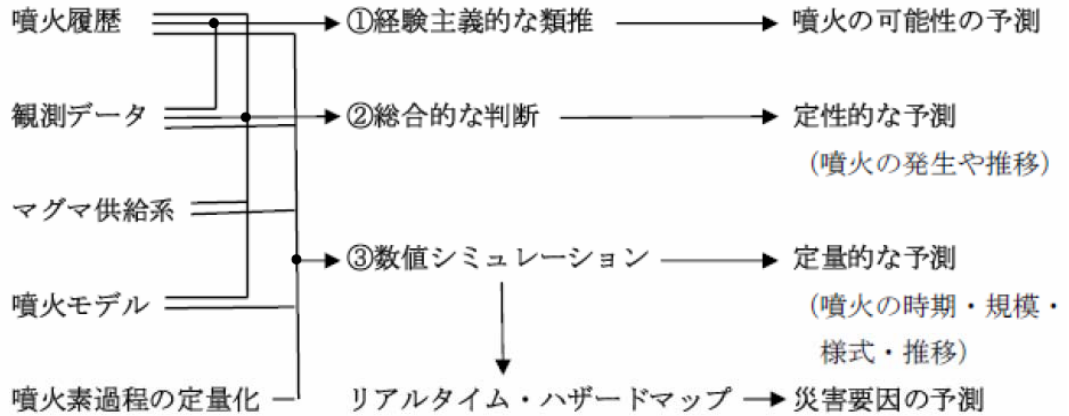 噴火履歴
①経験主義的な類推
噴火の可能性の予測
観測データ
②総合的な判断
定性的な予測
（噴火の発生や推移）
マグマ供給系
③数値シミュレーション
定量的な予測
噴火モデル
（噴火の時期・規模・
様式・推移）
噴火素過程の定量化
リアルタイム・ハザードマップ
災害要因の予測